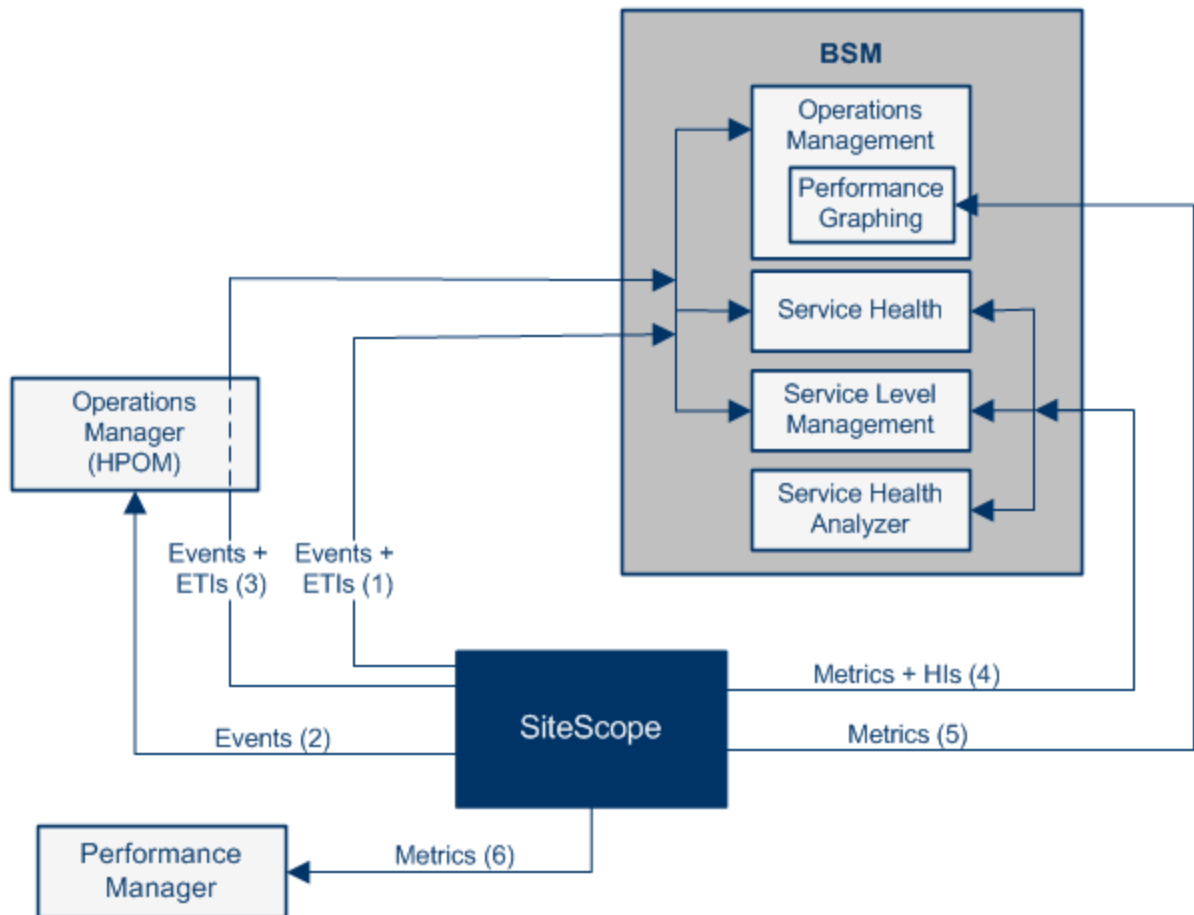 BSM
Operations
Management
Performance
Graphing
Service Health
Service Level
Management
Service Health
Analyzer
Operations
Manager
(HPOM)
Events +
ETIs (3)
Events +
ETIs (1)
SiteScope
Metrics + HIs (4)
Events (2)
Metrics (5)
Performance
Manager
Metrics (6)